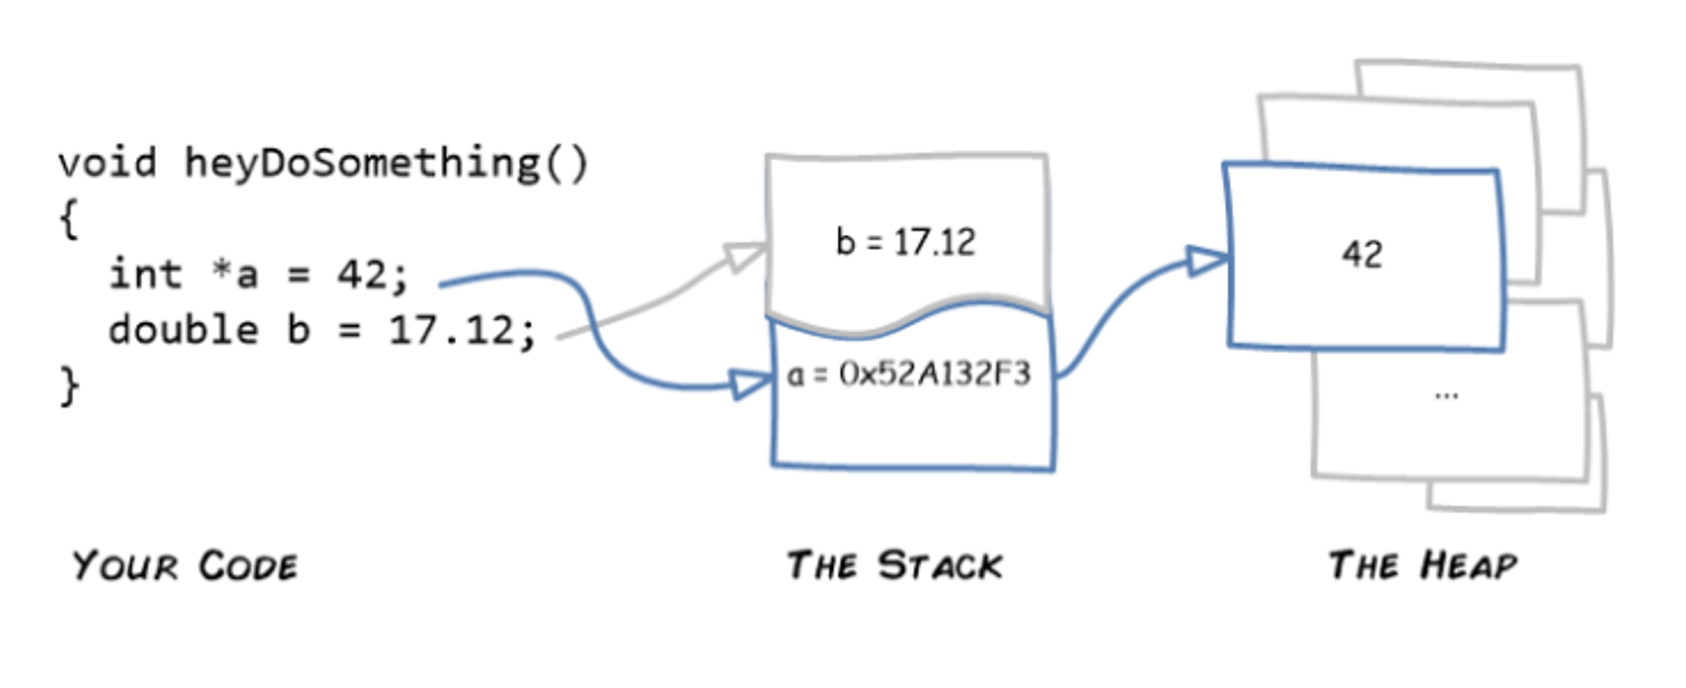 void heyDoSomething()
{
int *a = 42;
double b = 17.12;
}
b = 17.12
a = 0x52A132F3
42
...
Your Code
The Stack
The Heap